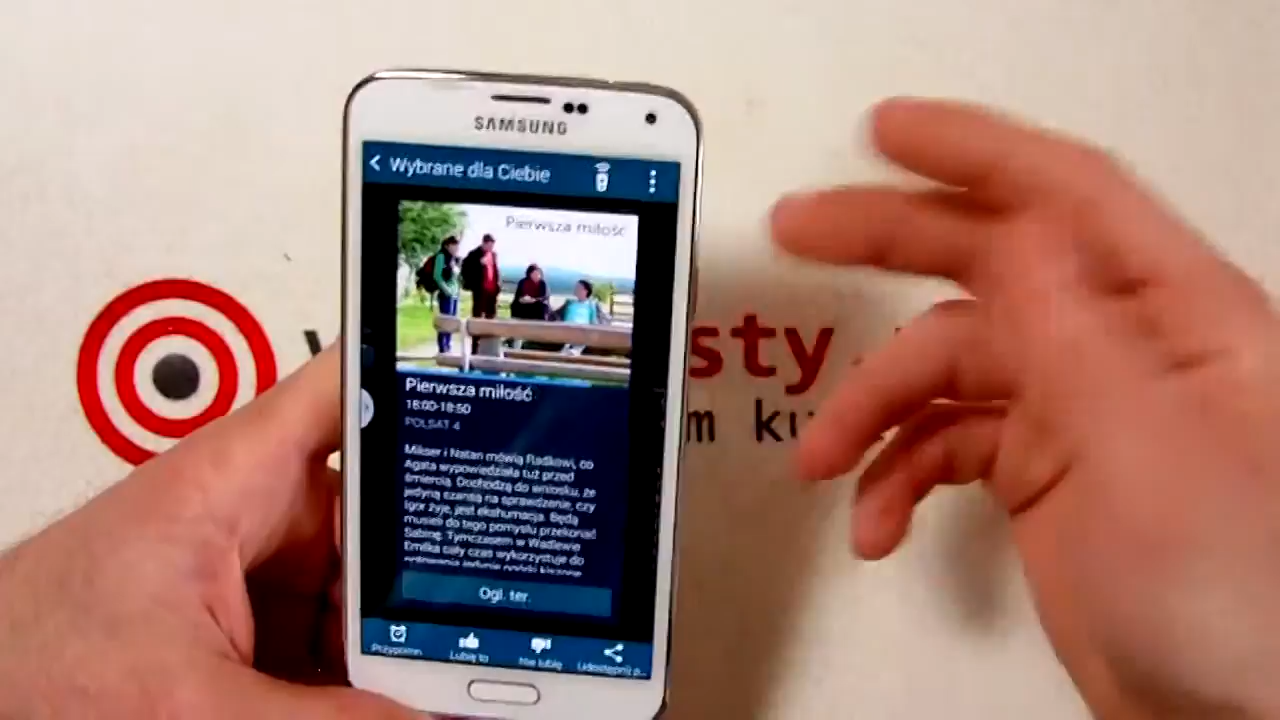 SAMSUNG
Wybrane dla Ciebie
Pierwsza miłość
Pierwsza miłość
18:00-18:50
POLSAT 4
Mikser i Natan mówią Radkowi, co
Agata wypowiedziała tuż przed
śmiercią. Dochodzą do wniosku, że
jedyną szansą na sprawdzenie, czy
Igor żyje, jest ekshumacja. Będą
musieli do tego pomysłu przekonać
Sabinę. Tymczasem w Wadlewie
Emilka cały czas wykorzystuje do
Ogl. ter.
Przypomn.
Lubię to
Nie lubię
Udostępnij p...
sty
m ku